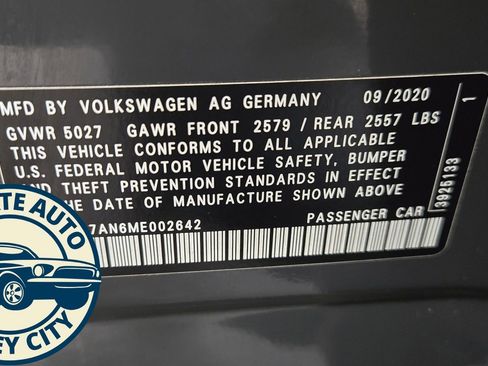 MFD BY VOLKSWAGEN AG GERMANY 09/2020
GVWR 5027 GAWR FRONT 2579 / REAR 2557 LBS
THIS VEHICLE CONFORMS TO ALL APPLICABLE
U.S. FEDERAL MOTOR VEHICLE SAFETY, BUMPER
AND THEFT PREVENTION STANDARDS IN EFFECT
THE DATE OF MANUFACTURE SHOWN ABOVE
7AN6ME002642 PASSENGER CAR
3925133 1
TE AUTO
EY CITY